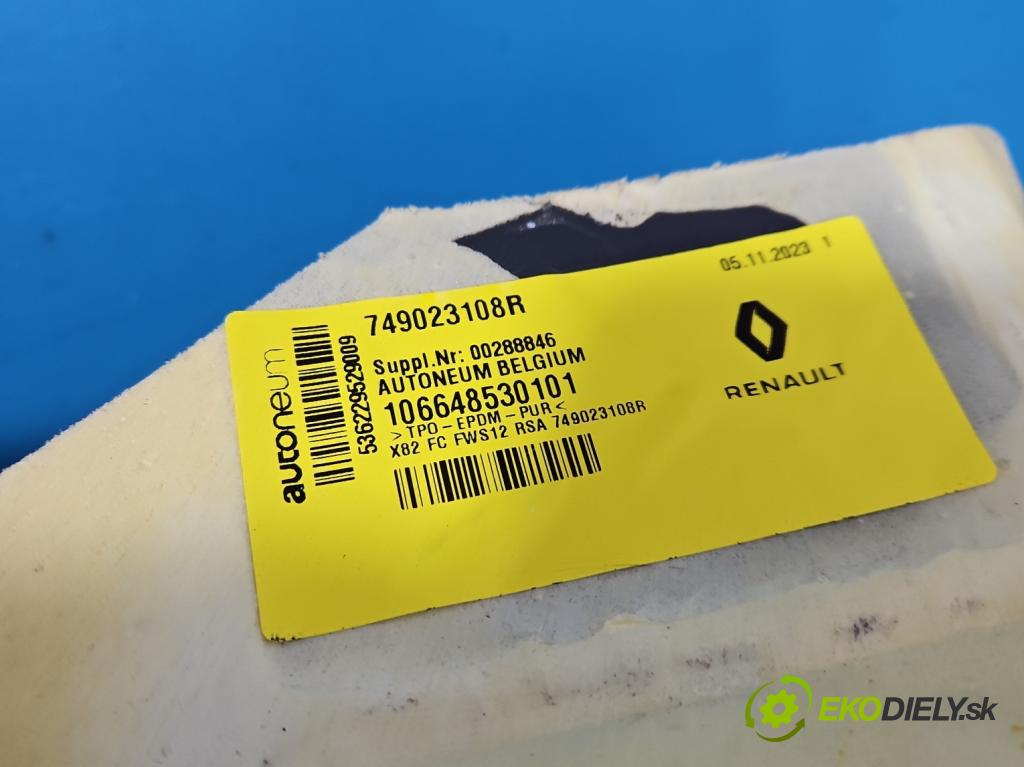 05.11.2023 1
749023108R
Suppl.Nr: 00288846
AUTONEUM BELGIUM
106648530101
>TPO-EPDM-PUR<
X82 FC FWS12 RSA 749023108R
autoneum
536229529009
RENAULT
EKODIELY.sk